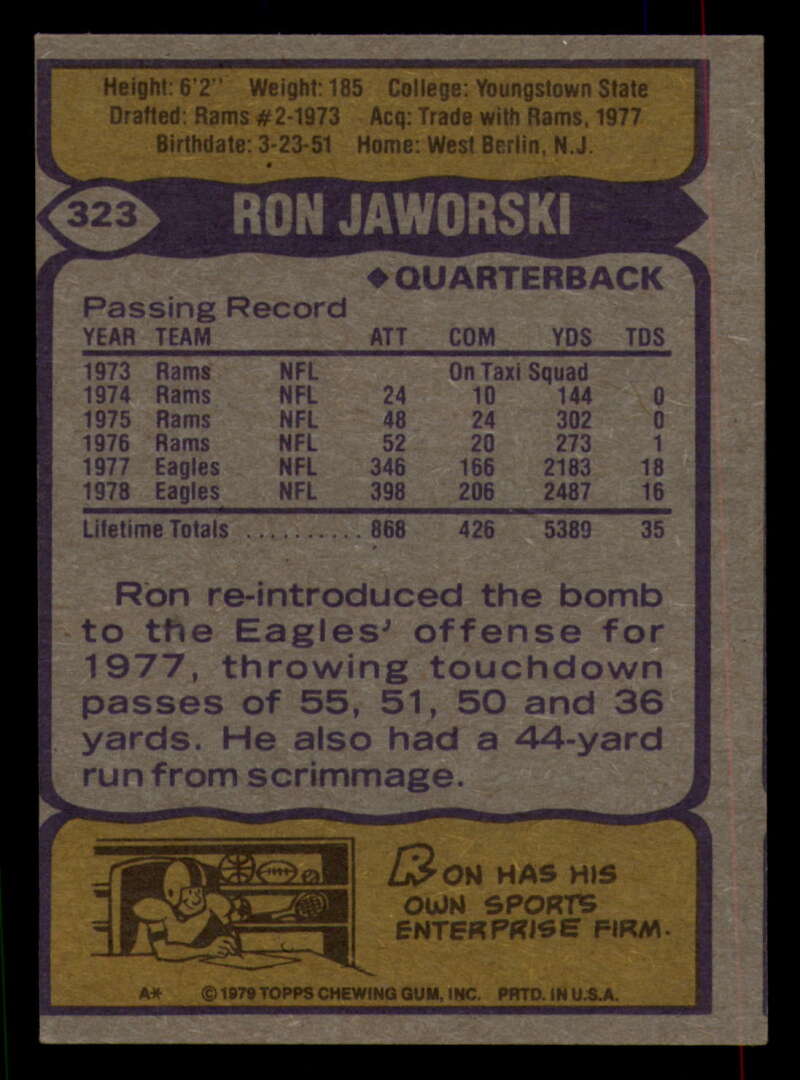 Height: 6'2" Weight: 185 College: Youngstown State
Drafted: Rams #2-1973 Acq: Trade with Rams, 1977
Birthdate: 3-23-51 Home: West Berlin, N.J.
323 RON JAWORSKI
◆QUARTERBACK
Passing Record
YEAR TEAM ATT COM YDS TDS
1973 Rams NFL On Taxi Squad
1974 Rams NFL 24 10 144 0
1975 Rams NFL 48 24 302 0
1976 Rams NFL 52 20 273 1
1977 Eagles NFL 346 166 2183 18
1978 Eagles NFL 398 206 2487 16
Lifetime Totals .......... 868 426 5389 35
Ron re-introduced the bomb
to the Eagles' offense for
1977, throwing touchdown
passes of 55, 51, 50 and 36
yards. He also had a 44-yard
run from scrimmage.
RON HAS HIS
OWN SPORTS
ENTERPRISE FIRM.
A* ©1979 TOPPS CHEWING GUM, INC. PRTD. IN U.S.A.